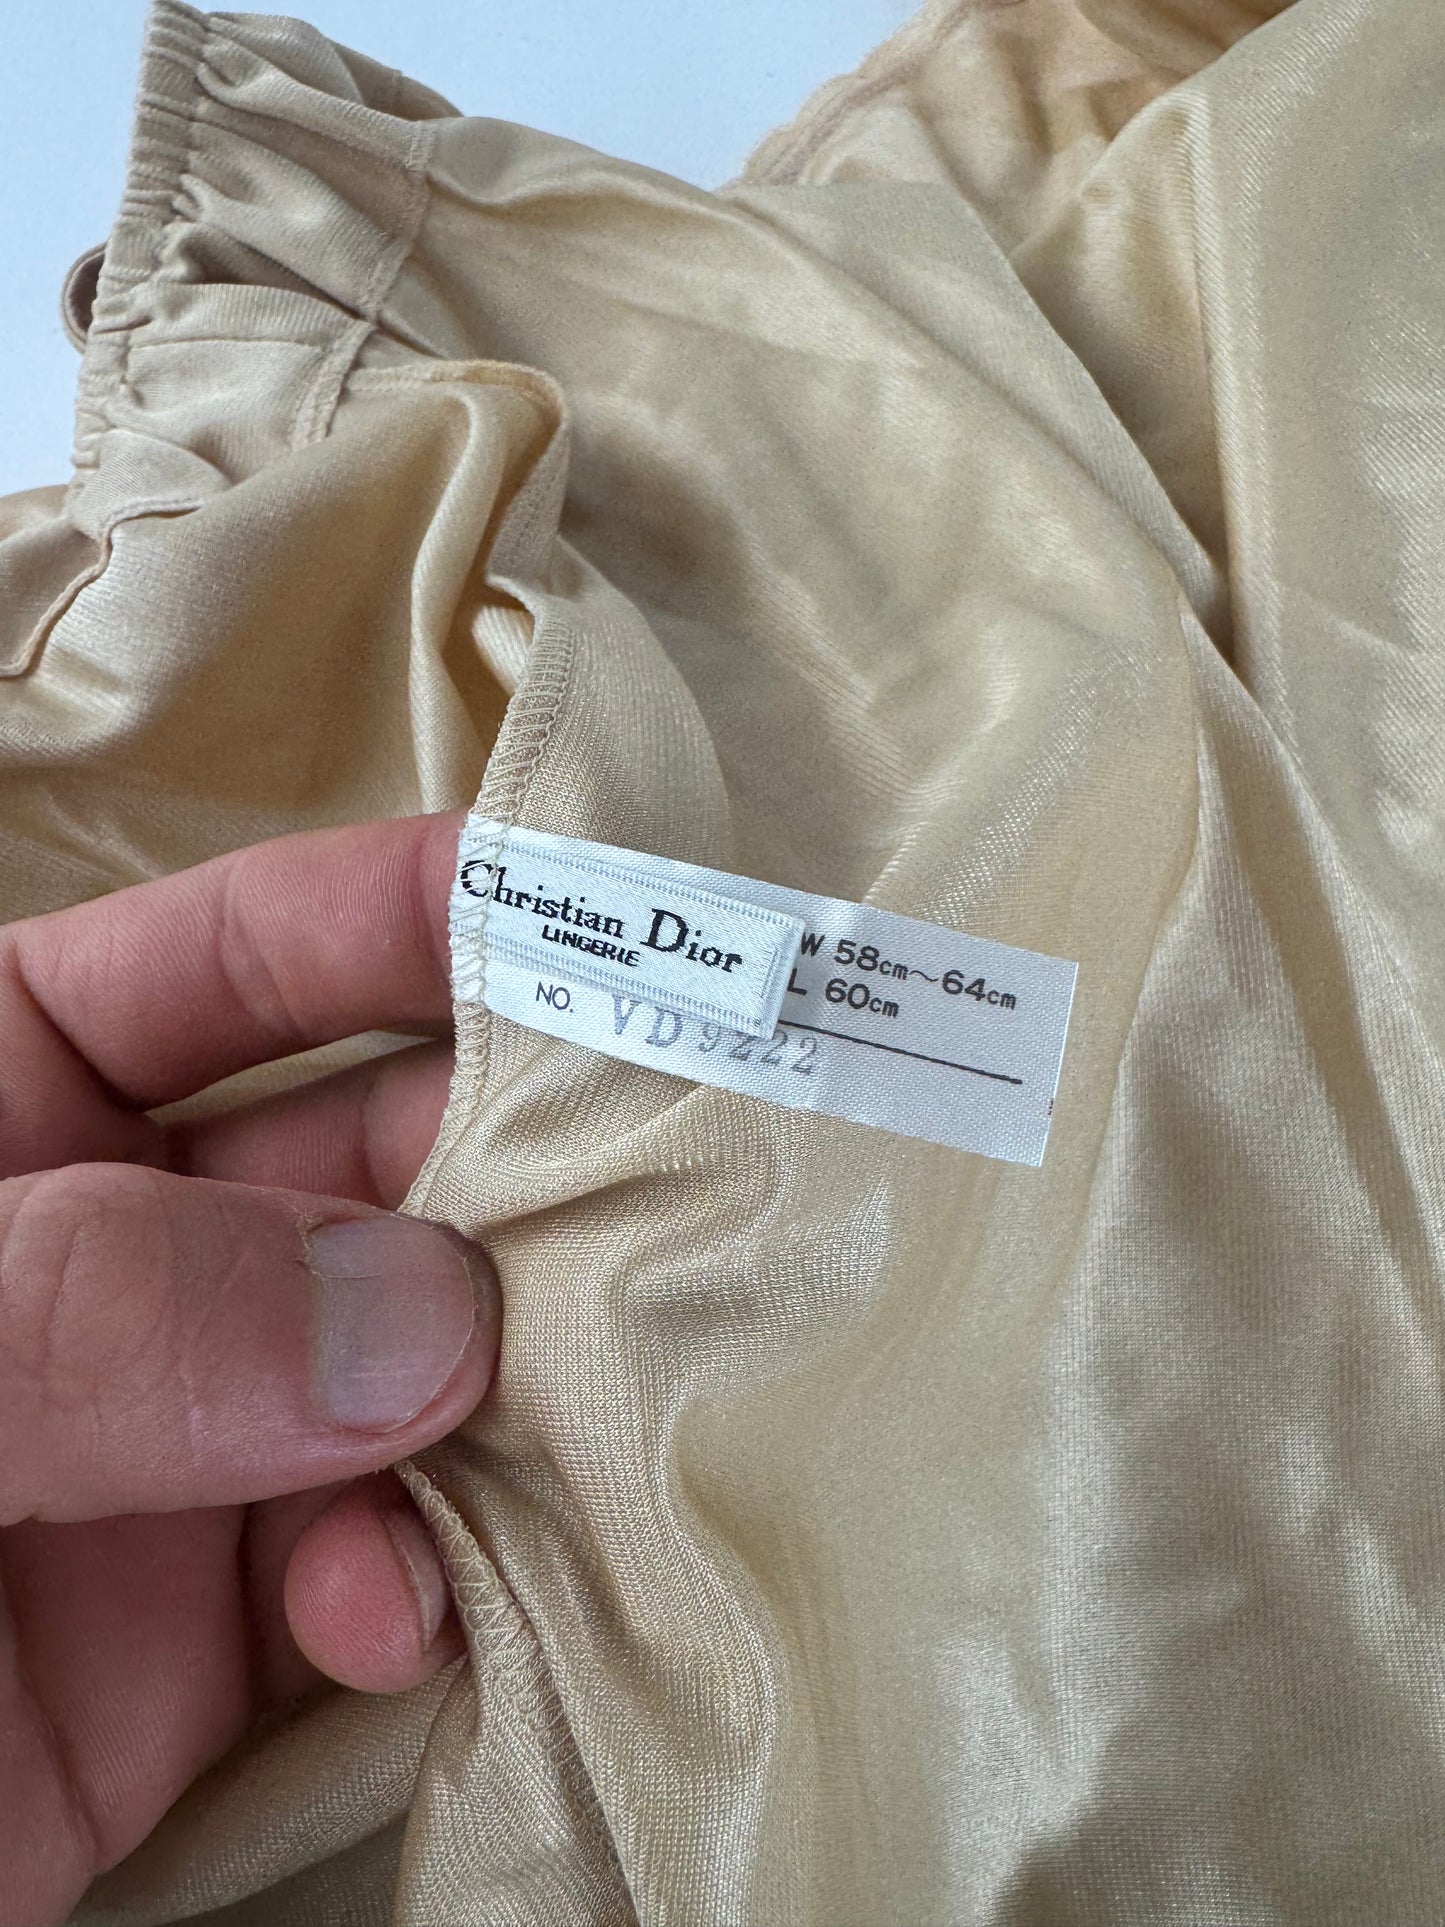 Christian Dior
LINGERIE
W 58cm～64cm
L 60cm
NO. VD9222